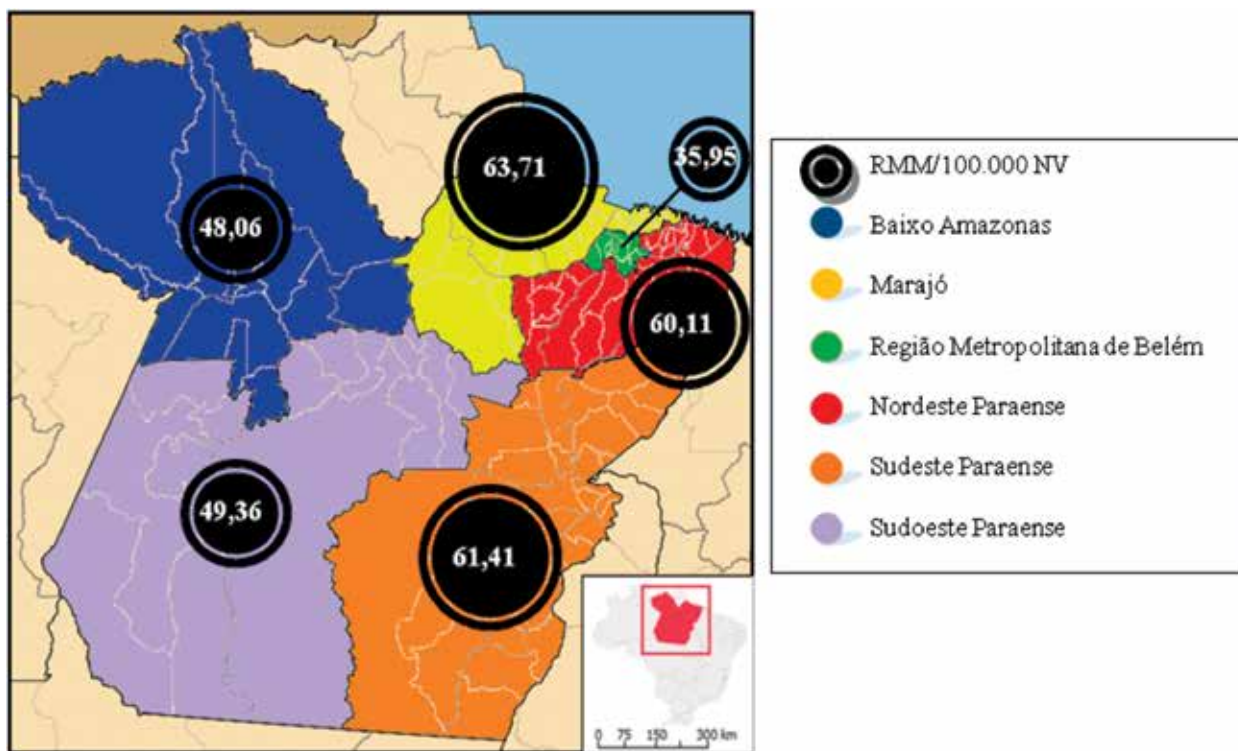 63,71
35,95
48,06
60,11
49,36
61,41
0 75 150 300 km
RMM/100.000 NV
Baixo Amazonas
Marajó
Região Metropolitana de Belém
Nordeste Paraense
Sudeste Paraense
Sudoeste Paraense